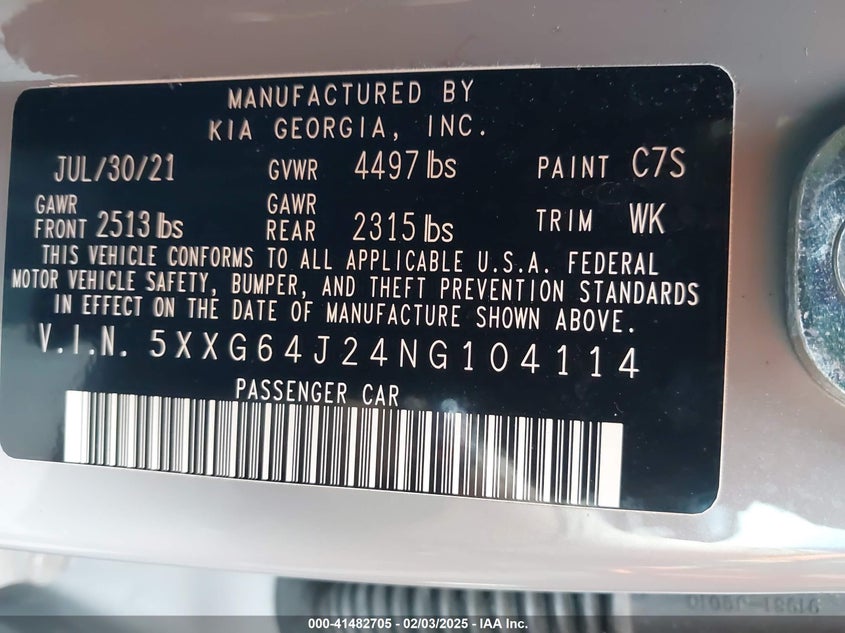 MANUFACTURED BY
KIA GEORGIA, INC.
JUL/30/21 GVWR 4497 lbs PAINT C7S
GAWR FRONT 2513 lbs GAWR REAR 2315 lbs TRIM WK
THIS VEHICLE CONFORMS TO ALL APPLICABLE U.S.A. FEDERAL
MOTOR VEHICLE SAFETY, BUMPER, AND THEFT PREVENTION STANDARDS
IN EFFECT ON THE DATE OF MANUFACTURE SHOWN ABOVE.
V.I.N. 5XXG64J24NG104114
PASSENGER CAR
000-41482705 - 02/03/2025 - IAA Inc.